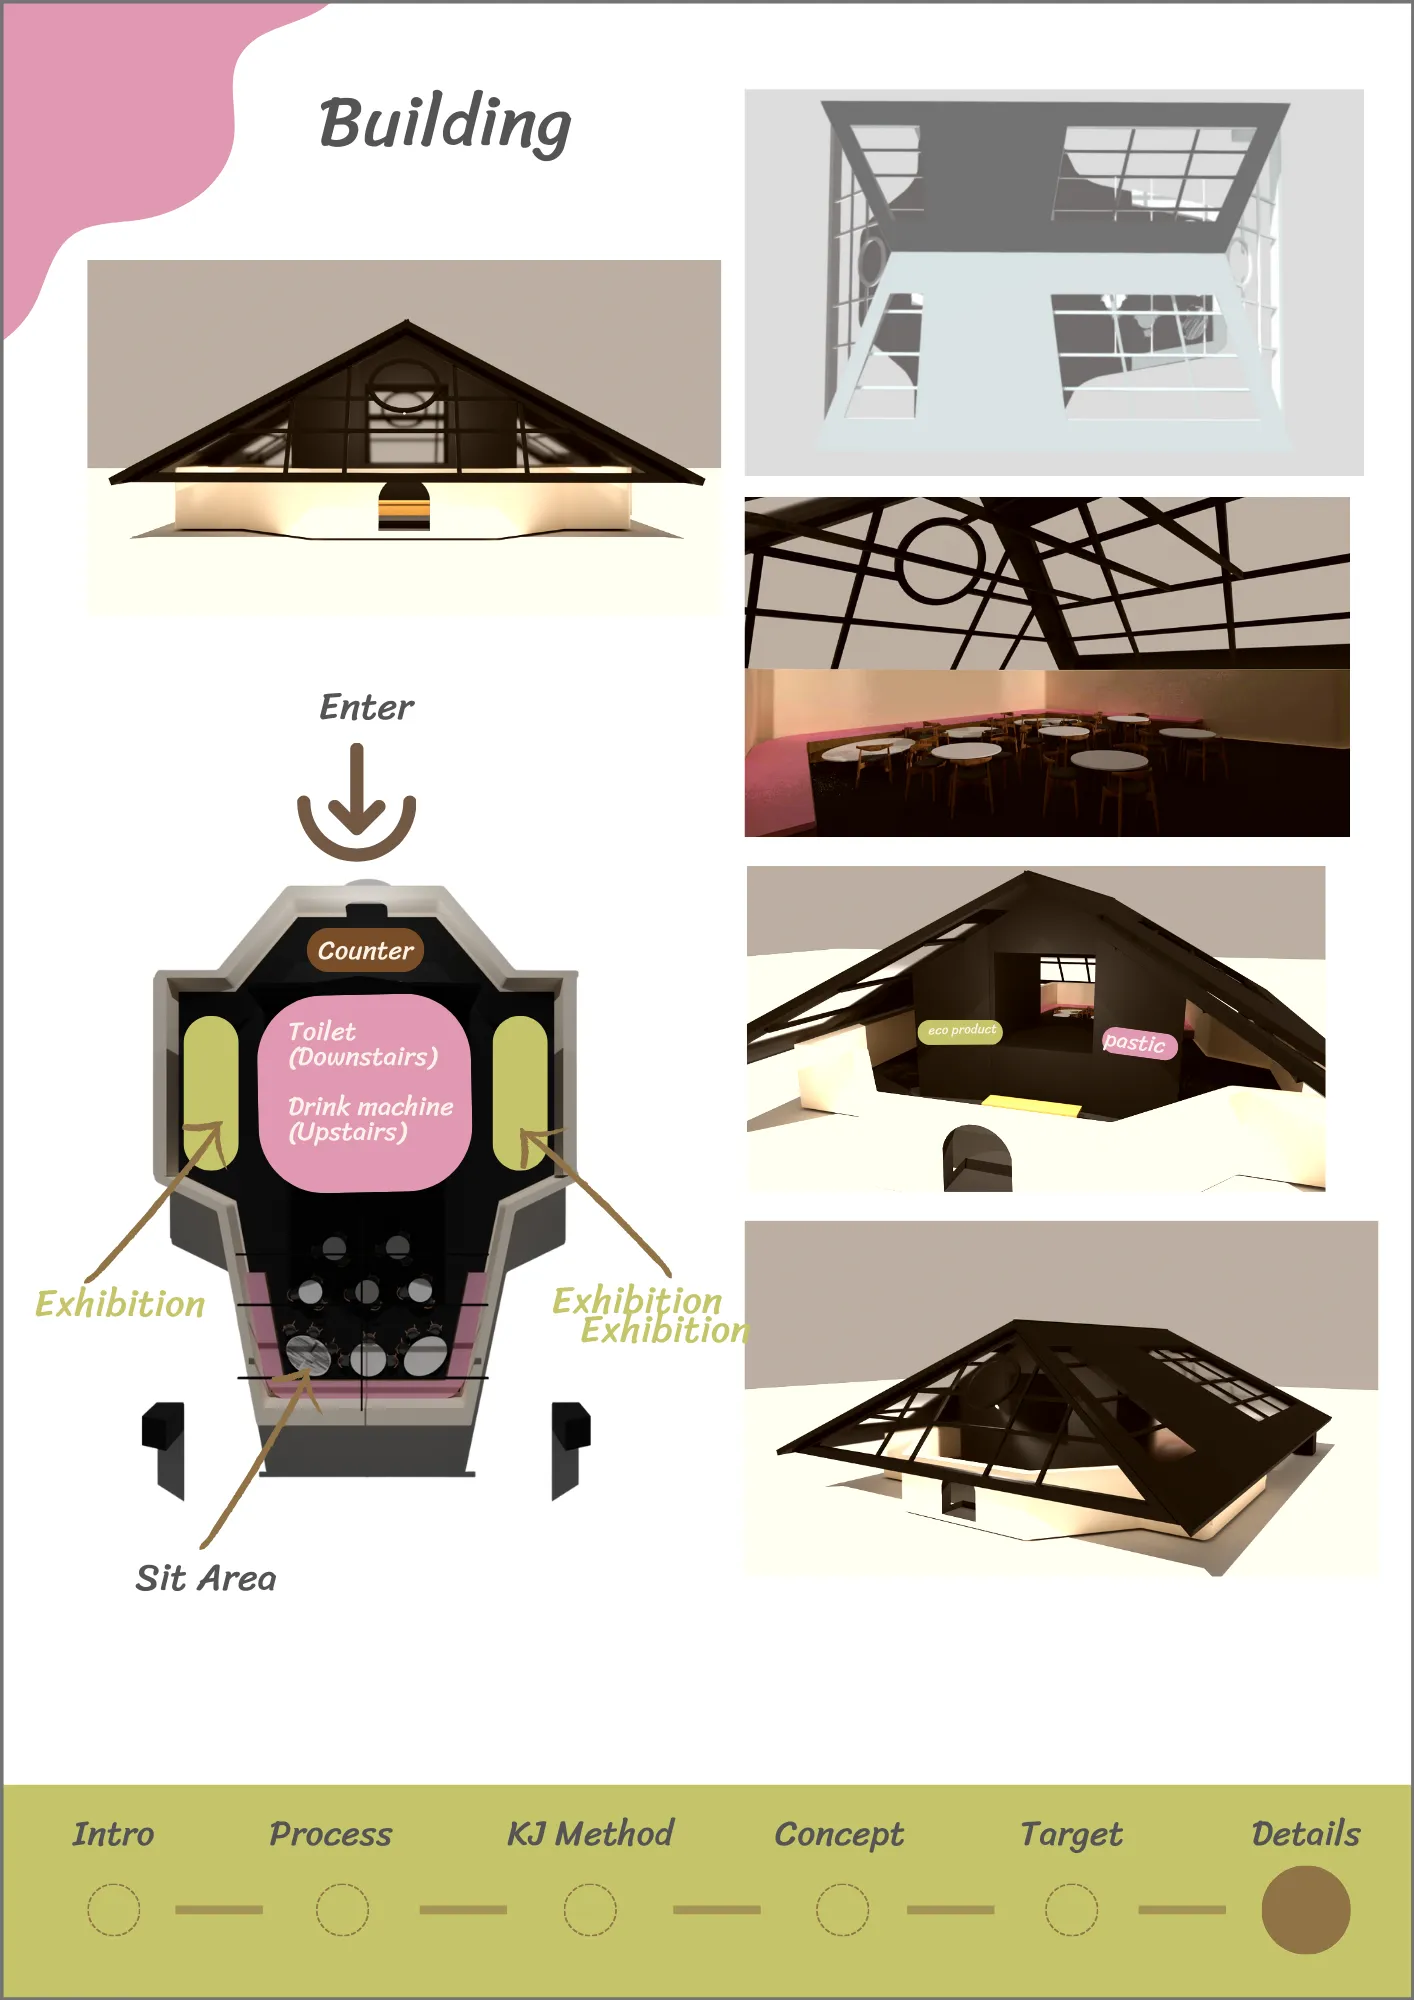 Building
Enter
Counter
Toilet
(Downstairs)
Drink machine
(Upstairs)
Exhibition
Exhibition
Exhibition
Sit Area
eco product
pastic
Intro
Process
KJ Method
Concept
Target
Details